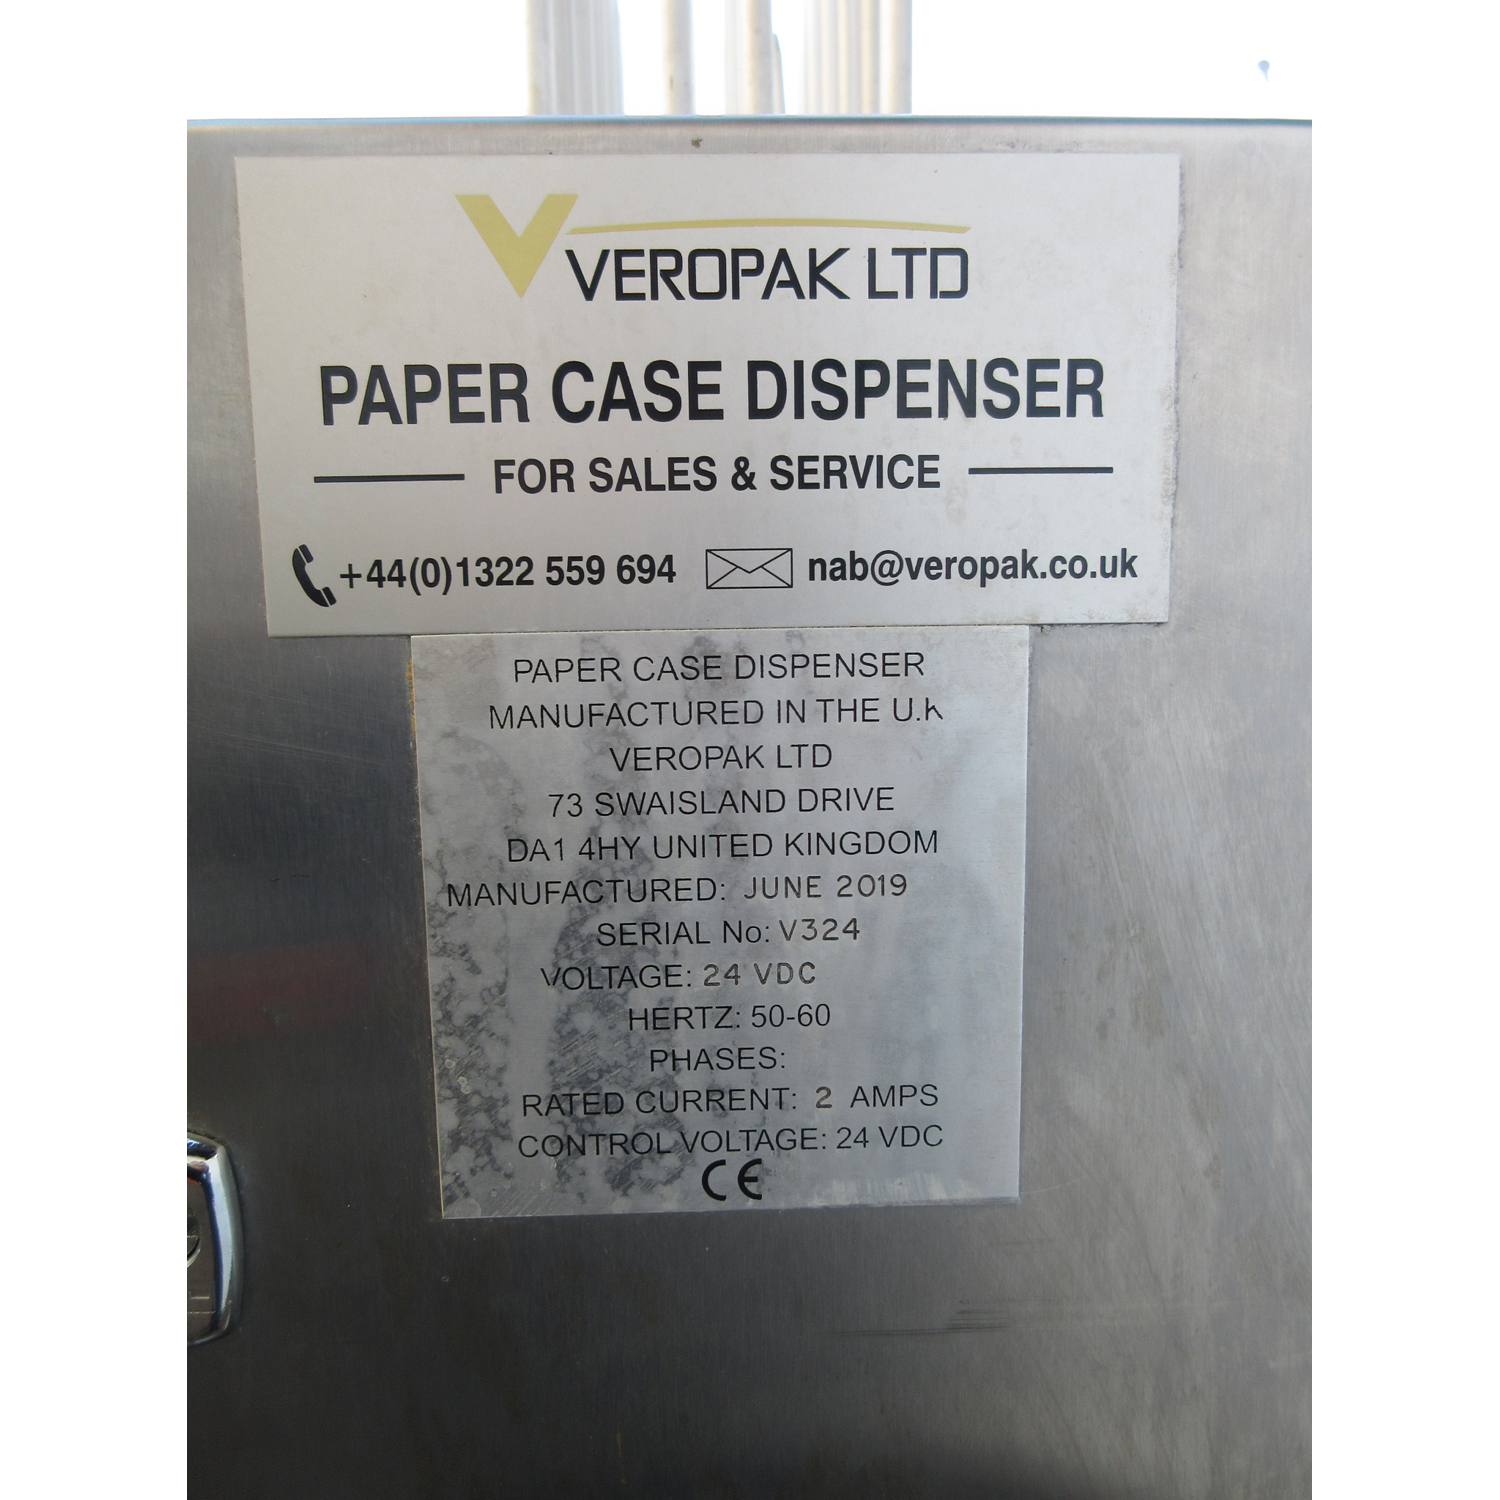 VEROPAK LTD
PAPER CASE DISPENSER
FOR SALES & SERVICE
+44(0)1322 559 694 nab@veropak.co.uk
PAPER CASE DISPENSER
MANUFACTURED IN THE U.K
VEROPAK LTD
73 SWAISLAND DRIVE
DA1 4HY UNITED KINGDOM
MANUFACTURED: JUNE 2019
SERIAL No: V324
VOLTAGE: 24 VDC
HERTZ: 50-60
PHASES:
RATED CURRENT: 2 AMPS
CONTROL VOLTAGE: 24 VDC
CE